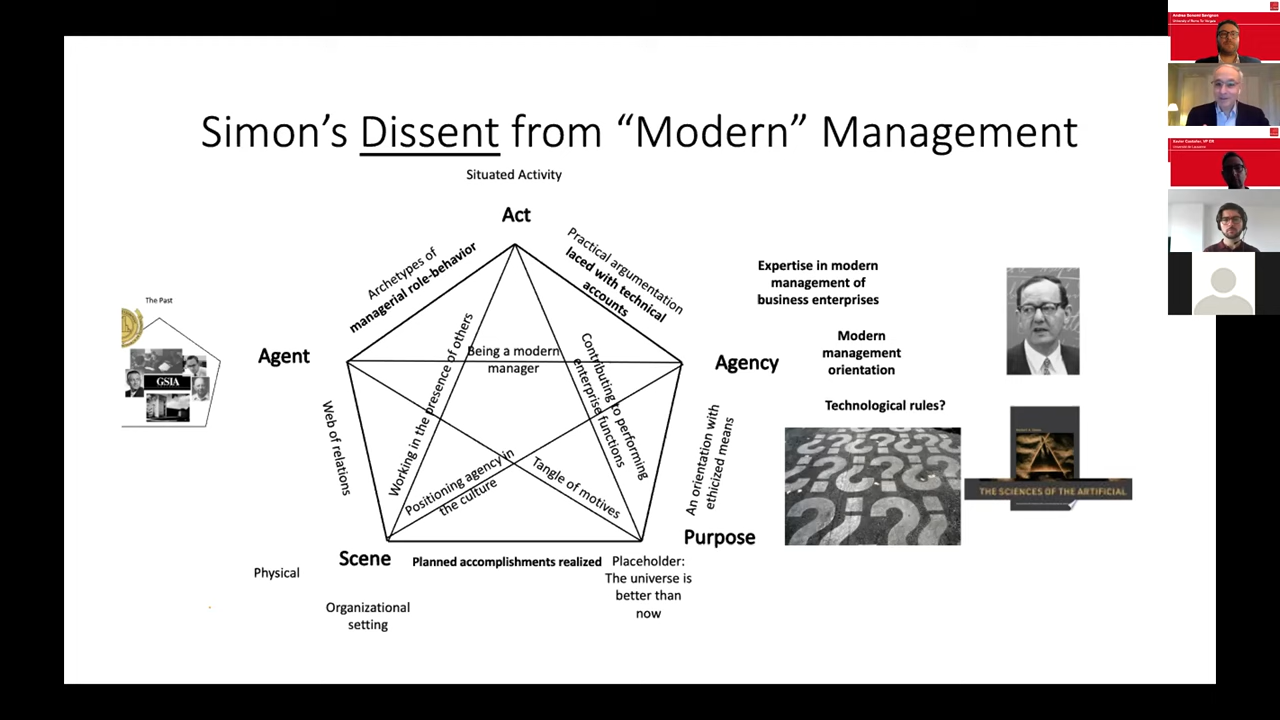 Simon's Dissent from "Modern" Management
Situated Activity
Act
Archetypes of
managerial role-behavior
Practical argumentation
laced with technical
accounts
Expertise in modern
management of
business enterprises
The Past
GSIA
Agent
Being a modern
manager
Agency
Modern
management
orientation
Technological rules?
Web of relations
Working in the presence of others
Contributing to performing
enterprise functions
An orientation with
ethicized means
Positioning agency in
the culture
Tangle of motives
THE SCIENCES OF THE ARTIFICIAL
Purpose
Scene
Planned accomplishments realized
Placeholder:
The universe is
better than
now
Physical
Organizational
setting